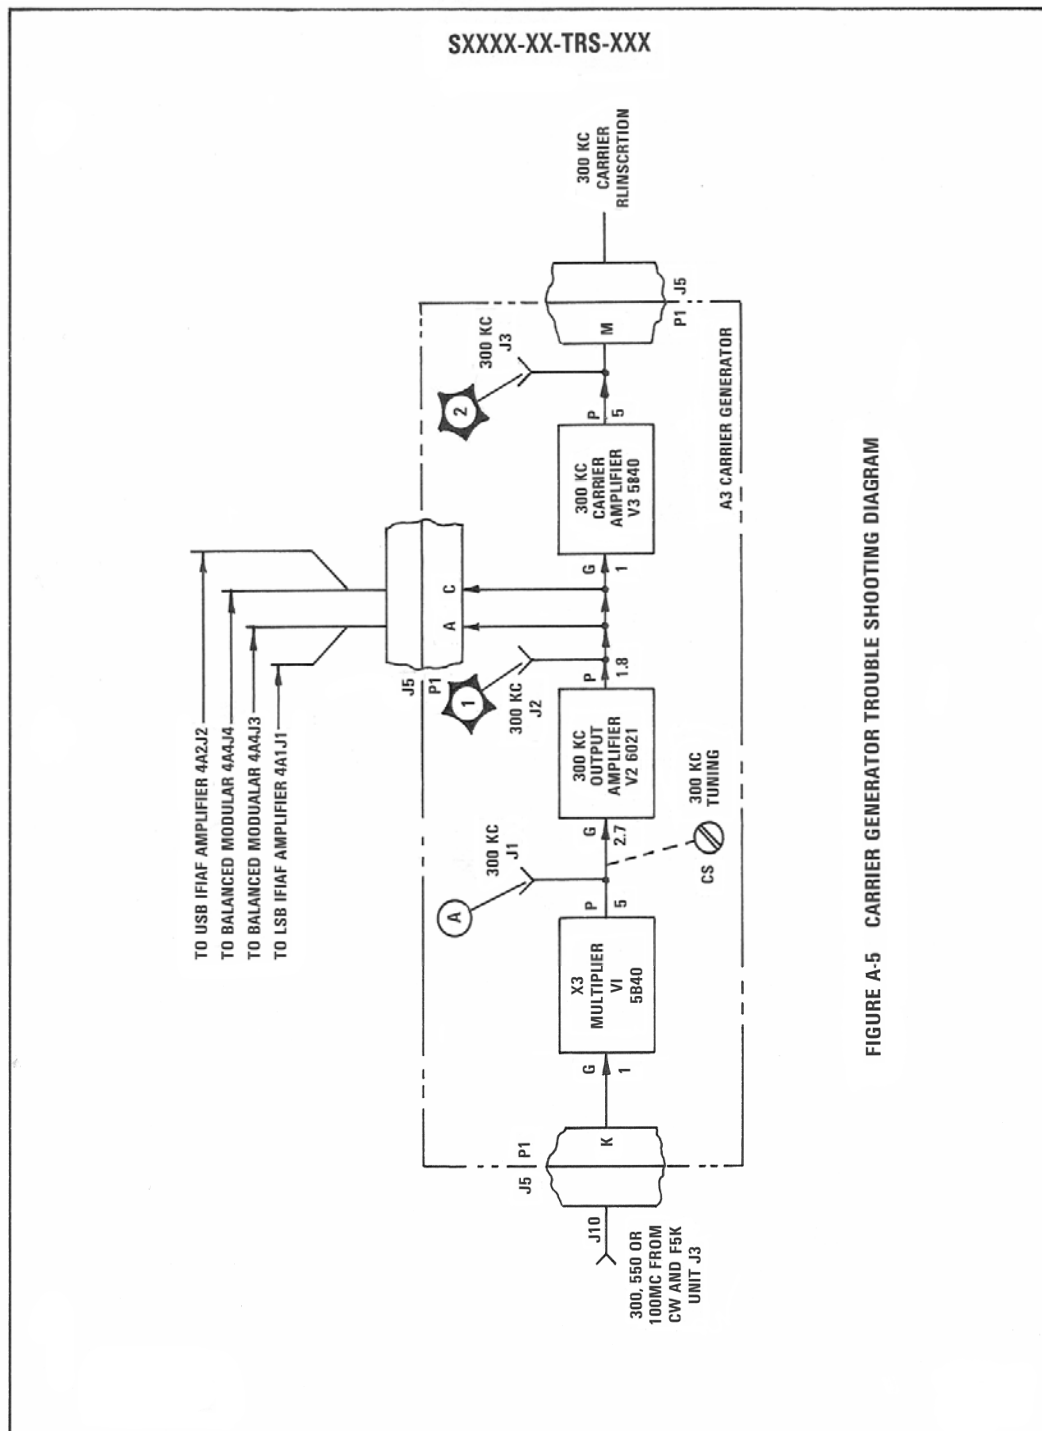 SXXXX-XX-TRS-XXX
TO USB IFIAF AMPLIFIER 4A2J2
TO BALANCED MODULAR 4A4J4
TO BALANCED MODUALAR 4A4J3
TO LSB IFIAF AMPLIFIER 4A1J1
J5
P1
A
C
300, 550 OR
100MC FROM
CW AND F5K
UNIT J3
J10
J5
P1
K
G
1
X3
MULTIPLIER
VI
5B40
P
5
A
300 KC
J1
G
2.7
CS
300 KC
TUNING
300 KC
OUTPUT
AMPLIFIER
V2 6021
P
1.8
1
300 KC
J2
G
1
300 KC
CARRIER
AMPLIFIER
V3 5840
P
5
2
300 KC
J3
M
P1
J5
300 KC
CARRIER
RLINSCRTION
A3 CARRIER GENERATOR
FIGURE A-5 CARRIER GENERATOR TROUBLE SHOOTING DIAGRAM